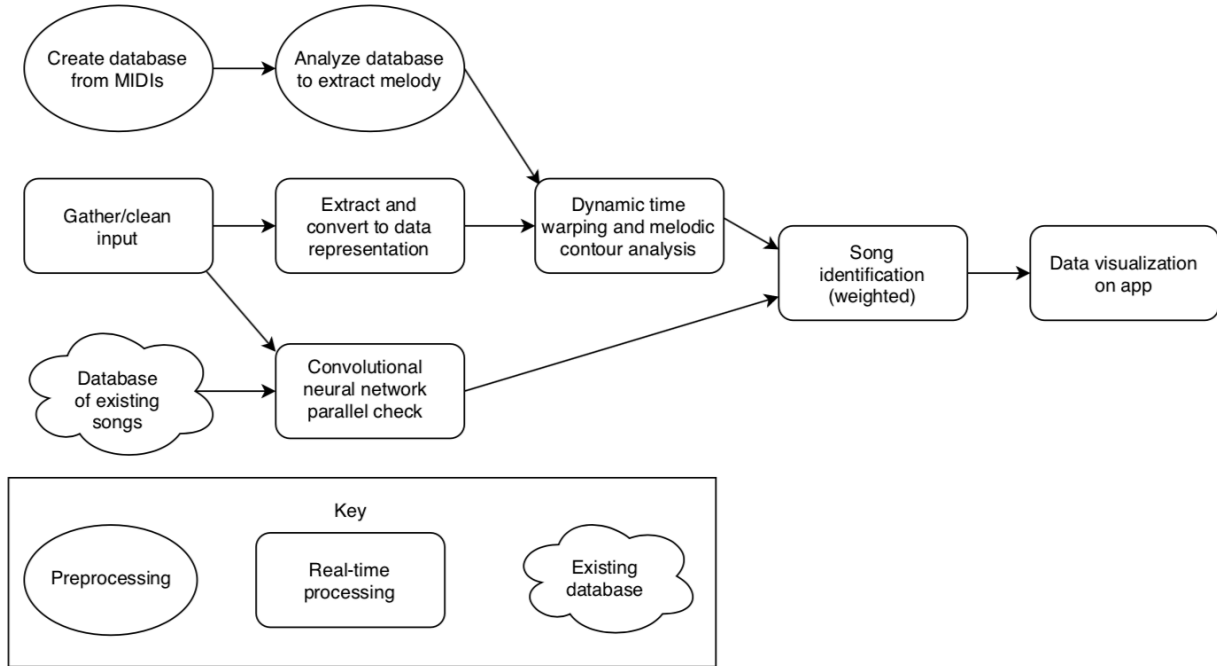 Create database
from MIDIs
Analyze database
to extract melody
Gather/clean
input
Extract and
convert to data
representation
Dynamic time
warping and melodic
contour analysis
Song
identification
(weighted)
Data visualization
on app
Database
of existing
songs
Convolutional
neural network
parallel check
Key
Preprocessing
Real-time
processing
Existing
database